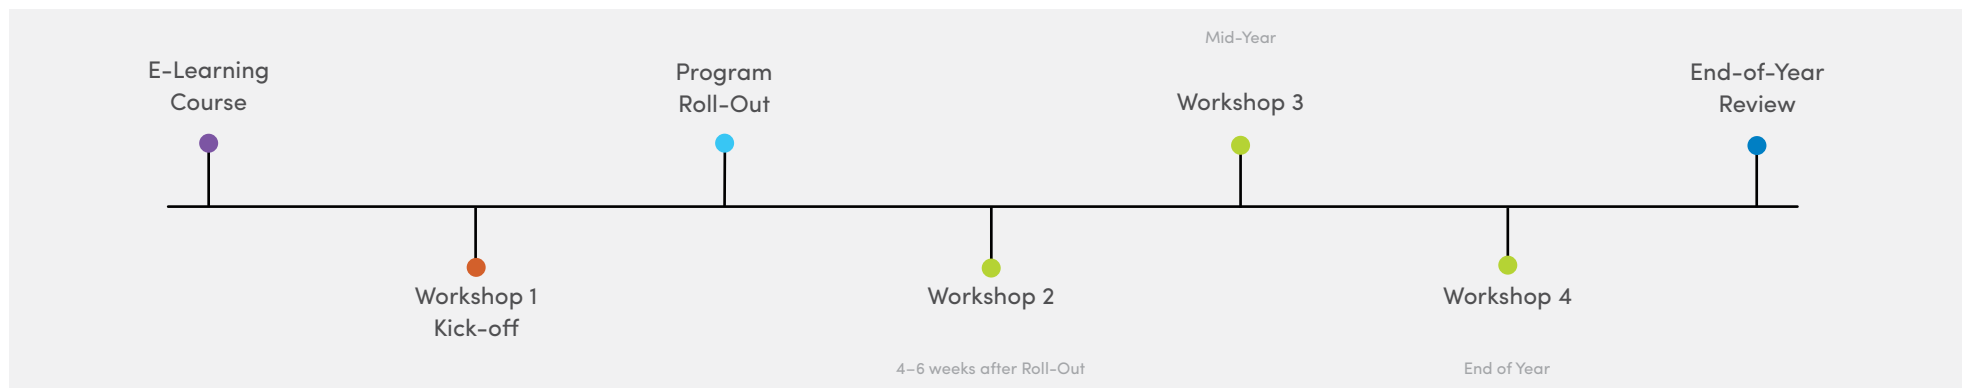 Mid-Year
E-Learning
Course
Program
Roll-Out
Workshop 3
End-of-Year
Review
Workshop 1
Kick-off
Workshop 2
Workshop 4
4–6 weeks after Roll-Out
End of Year